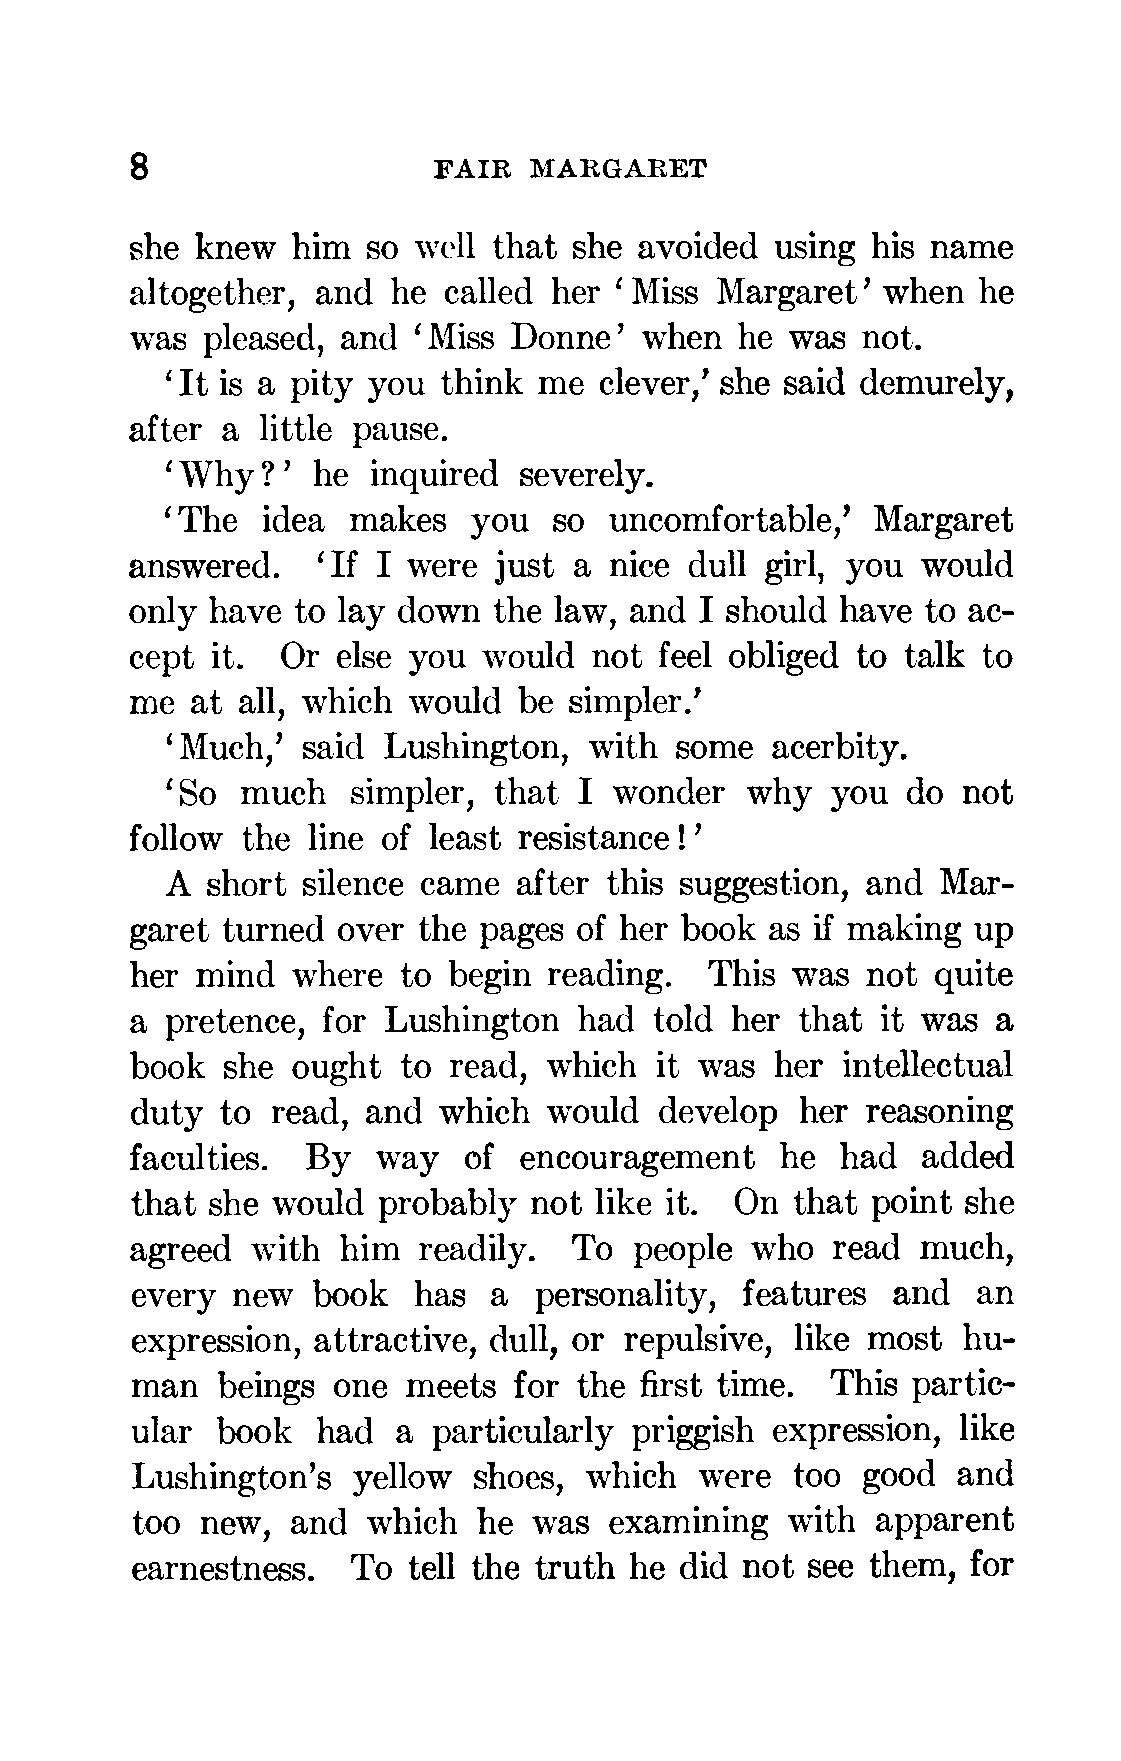 8 FAIR MARGARET
she knew him so well that she avoided using his name
altogether, and he called her ‘Miss Margaret’ when he
was pleased, and ‘Miss Donne’ when he was not.
‘It is a pity you think me clever,’ she said demurely,
after a little pause.
‘Why?’ he inquired severely.
‘The idea makes you so uncomfortable,’ Margaret
answered. ‘If I were just a nice dull girl, you would
only have to lay down the law, and I should have to ac-
cept it. Or else you would not feel obliged to talk to
me at all, which would be simpler.’
‘Much,’ said Lushington, with some acerbity.
‘So much simpler, that I wonder why you do not
follow the line of least resistance!’
A short silence came after this suggestion, and Mar-
garet turned over the pages of her book as if making up
her mind where to begin reading. This was not quite
a pretence, for Lushington had told her that it was a
book she ought to read, which it was her intellectual
duty to read, and which would develop her reasoning
faculties. By way of encouragement he had added
that she would probably not like it. On that point she
agreed with him readily. To people who read much,
every new book has a personality, features and an
expression, attractive, dull, or repulsive, like most hu-
man beings one meets for the first time. This partic-
ular book had a particularly priggish expression, like
Lushington’s yellow shoes, which were too good and
too new, and which he was examining with apparent
earnestness. To tell the truth he did not see them, for